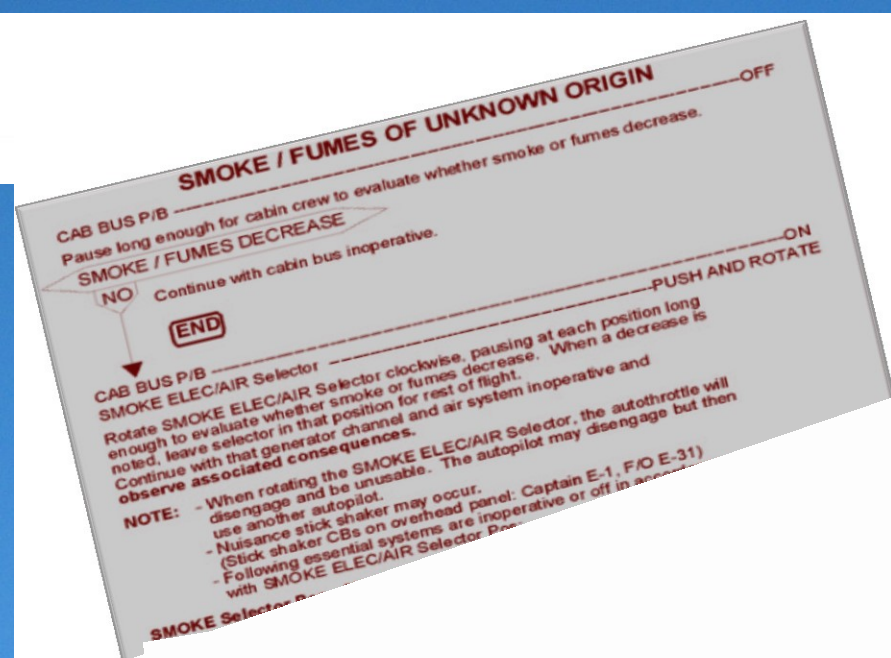 SMOKE / FUMES OF UNKNOWN ORIGIN
CAB BUS P/B ----------------------------------------OFF
Pause long enough for cabin crew to evaluate whether smoke or fumes decrease.
SMOKE / FUMES DECREASE
NO Continue with cabin bus inoperative.
END
CAB BUS P/B ----------------------------------------ON
SMOKE ELEC/AIR Selector ----------------------------------------PUSH AND ROTATE
Rotate SMOKE ELEC/AIR Selector clockwise, pausing at each position long
enough to evaluate whether smoke or fumes decrease. When a decrease is
noted, leave selector in that position for rest of flight.
Continue with that generator channel and air system inoperative and
observe associated consequences.
NOTE: - When rotating the SMOKE ELEC/AIR Selector, the autothrottle will
disengage and be unusable. The autopilot may disengage but then
use another autopilot.
- Nuisance stick shaker may occur.
(Stick shaker CBs on overhead panel: Captain E-1, F/O E-31)
- Following essential systems are inoperative or off in
with SMOKE ELEC/AIR Selector
SMOKE Selector